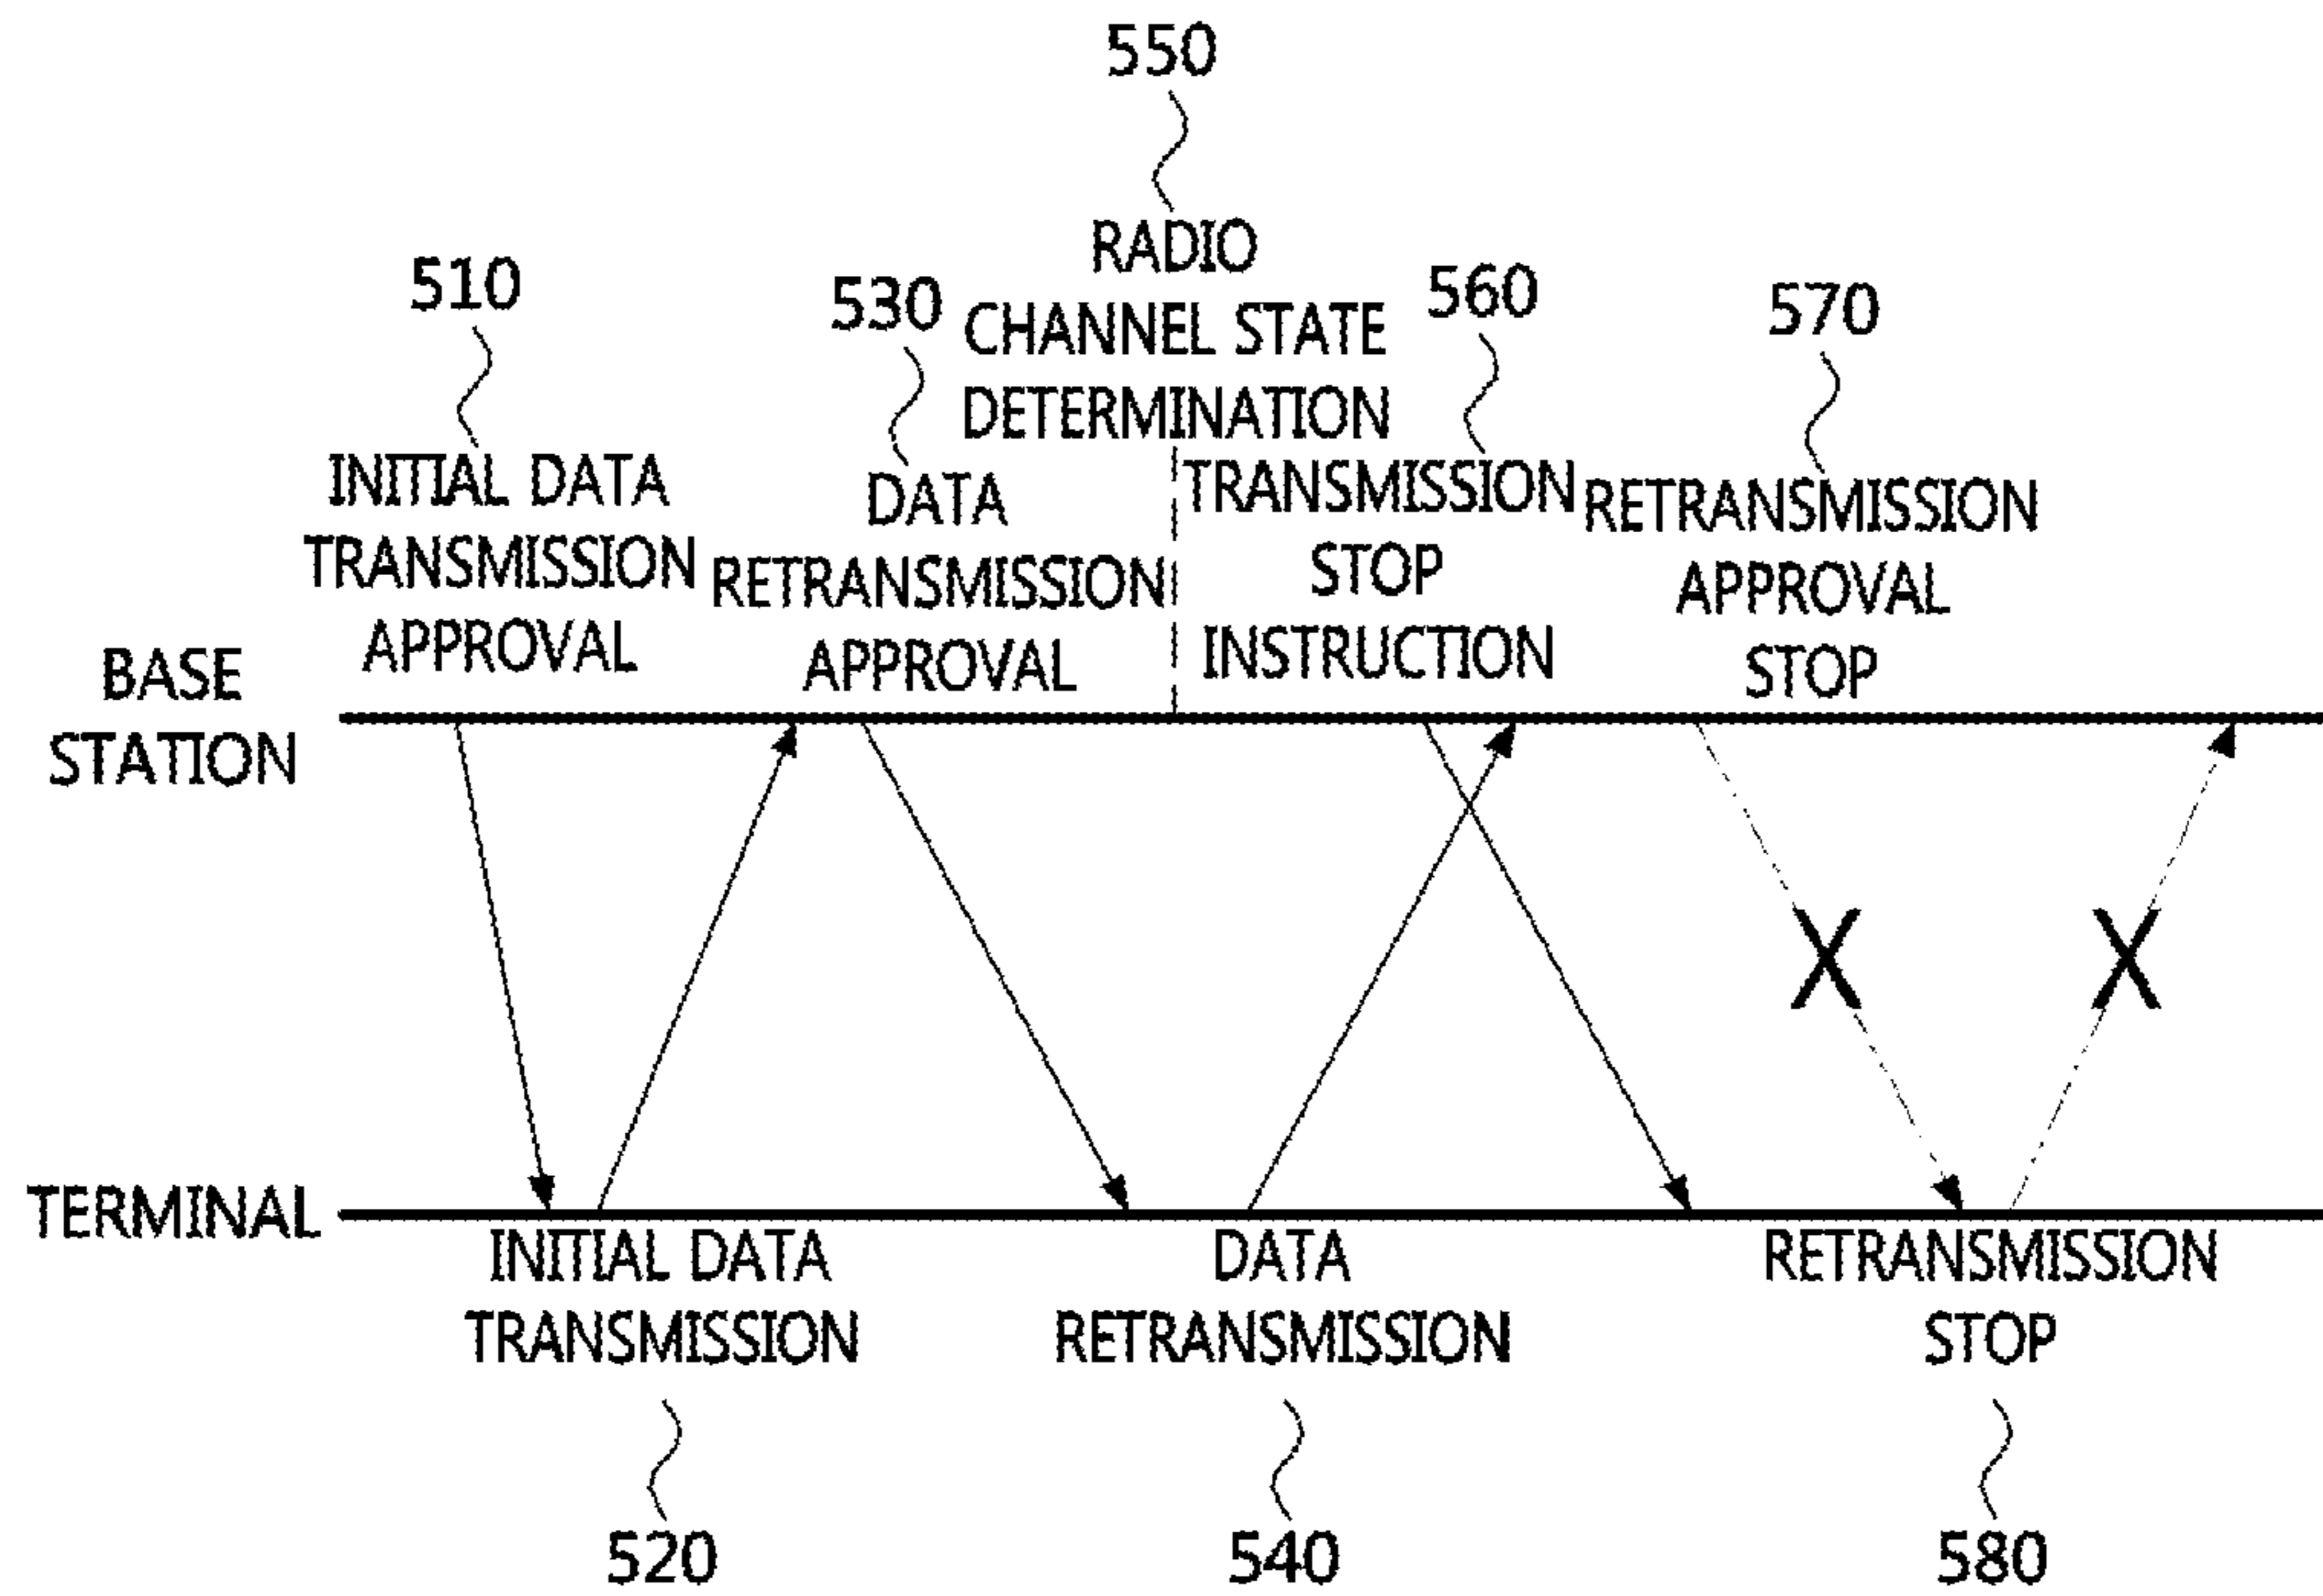 550
RADIO
CHANNEL STATE
DETERMINATION
510
INITIAL DATA
TRANSMISSION
APPROVAL
530
DATA
RETRANSMISSION
APPROVAL
560
TRANSMISSION
STOP
INSTRUCTION
570
RETRANSMISSION
APPROVAL
STOP
BASE
STATION
X
X
TERMINAL
INITIAL DATA
TRANSMISSION
520
DATA
RETRANSMISSION
540
RETRANSMISSION
STOP
580